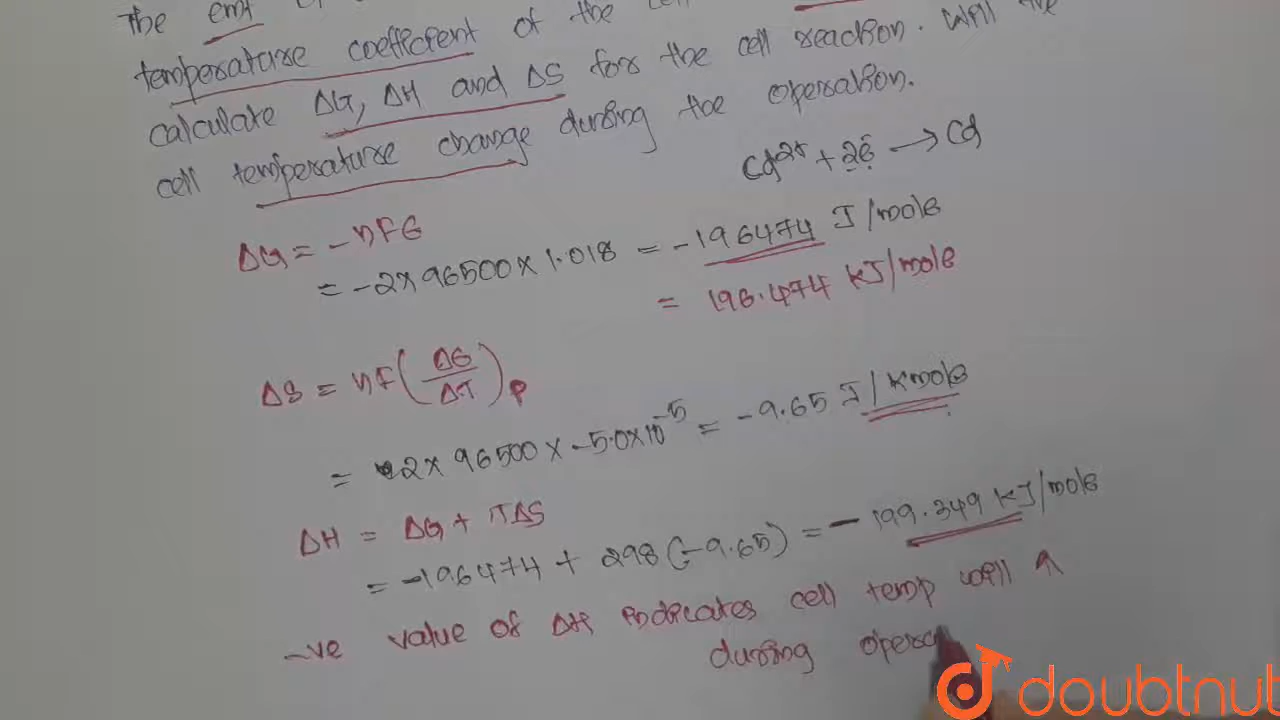 The emf of the
temperature coefficient of the cell
calculate ΔG, ΔH and ΔS for the cell reaction. Will the
cell temperature change during the operation.
Cd²⁺ + 2ē → Cd
ΔG = -nFE
= -2×96500×1.018 = -196474 J/mole
= 196.474 kJ/mole
ΔS = nF(ΔE/ΔT)p
= 2×96500×-5.0×10⁻⁵ = -9.65 J/kmole
ΔH = ΔG + TΔS
= -196474 + 298(-9.65) = -199.349 kJ/mole
-ve value of ΔH indicates cell temp will ↑
during opera
doubtnut